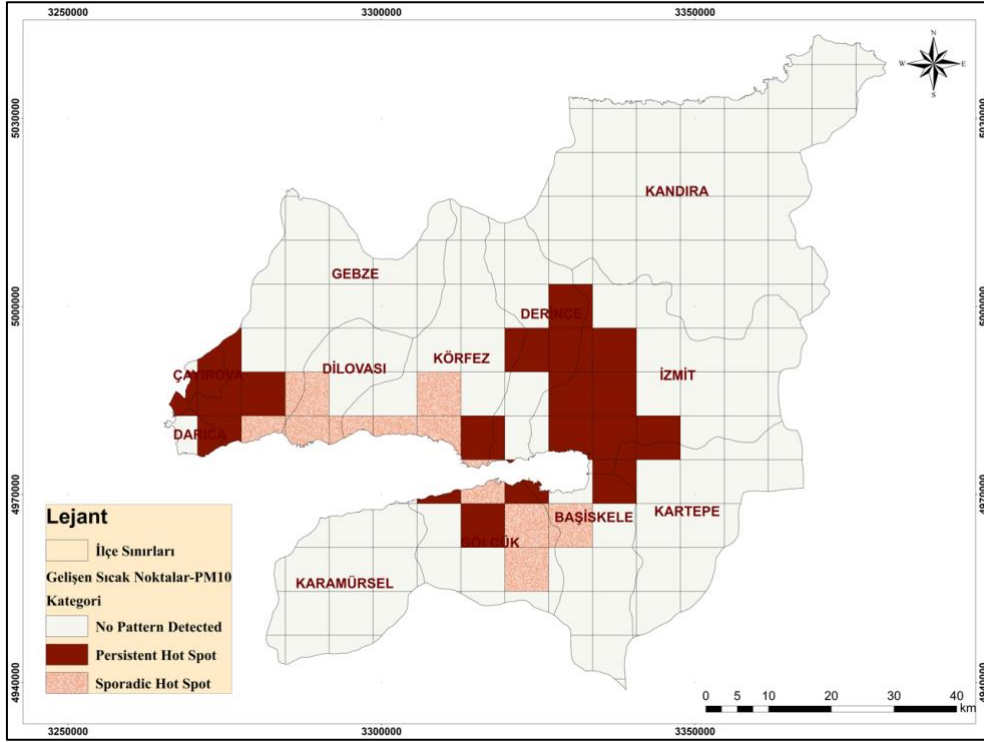 3250000 3300000 3350000
N
W E
S
5030000 5030000
KANDIRA
GEBZE
5000000 5000000
DERİNCE
KÖRFEZ
DİLOVASI
ÇAYIROVA
İZMİT
DARICA
4970000 4970000
BAŞİSKELE
KARTEPE
GÖLCÜK
KARAMÜRSEL
Lejant
İlçe Sınırları
Gelişen Sıcak Noktalar-PM10
Kategori
No Pattern Detected
Persistent Hot Spot
Sporadic Hot Spot
4940000 4940000
0 5 10 20 30 40
km
3250000 3300000 3350000